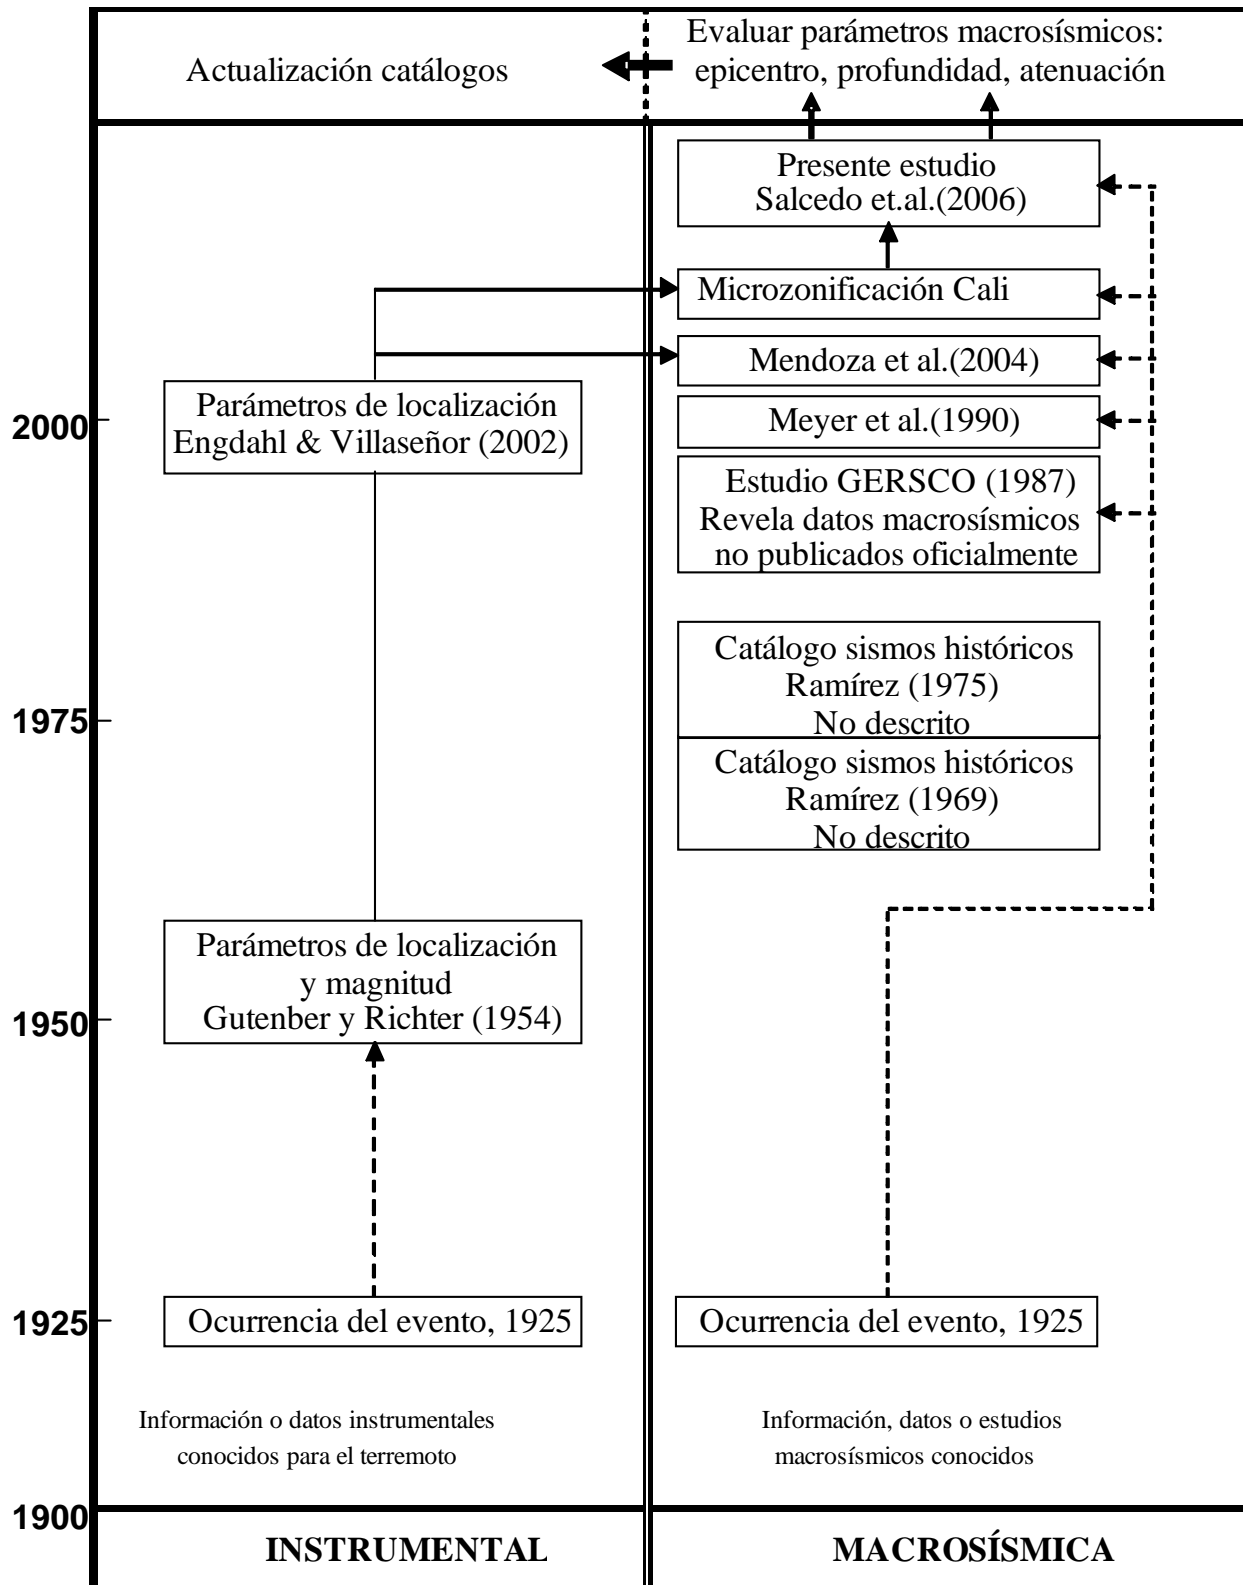 Actualización catálogos
Evaluar parámetros macrosísmicos:
epicentro, profundidad, atenuación
Presente estudio
Salcedo et.al.(2006)
Microzonificación Cali
Mendoza et al.(2004)
Parámetros de localización
Engdahl & Villaseñor (2002)
2000
Meyer et al.(1990)
Estudio GERSCO (1987)
Revela datos macrosísmicos
no publicados oficialmente
Catálogo sismos históricos
Ramírez (1975)
No descrito
1975
Catálogo sismos históricos
Ramírez (1969)
No descrito
Parámetros de localización
y magnitud
Gutenber y Richter (1954)
1950
Ocurrencia del evento, 1925
Ocurrencia del evento, 1925
1925
Información o datos instrumentales
conocidos para el terremoto
Información, datos o estudios
macrosísmicos conocidos
1900
INSTRUMENTAL
MACROSÍSMICA